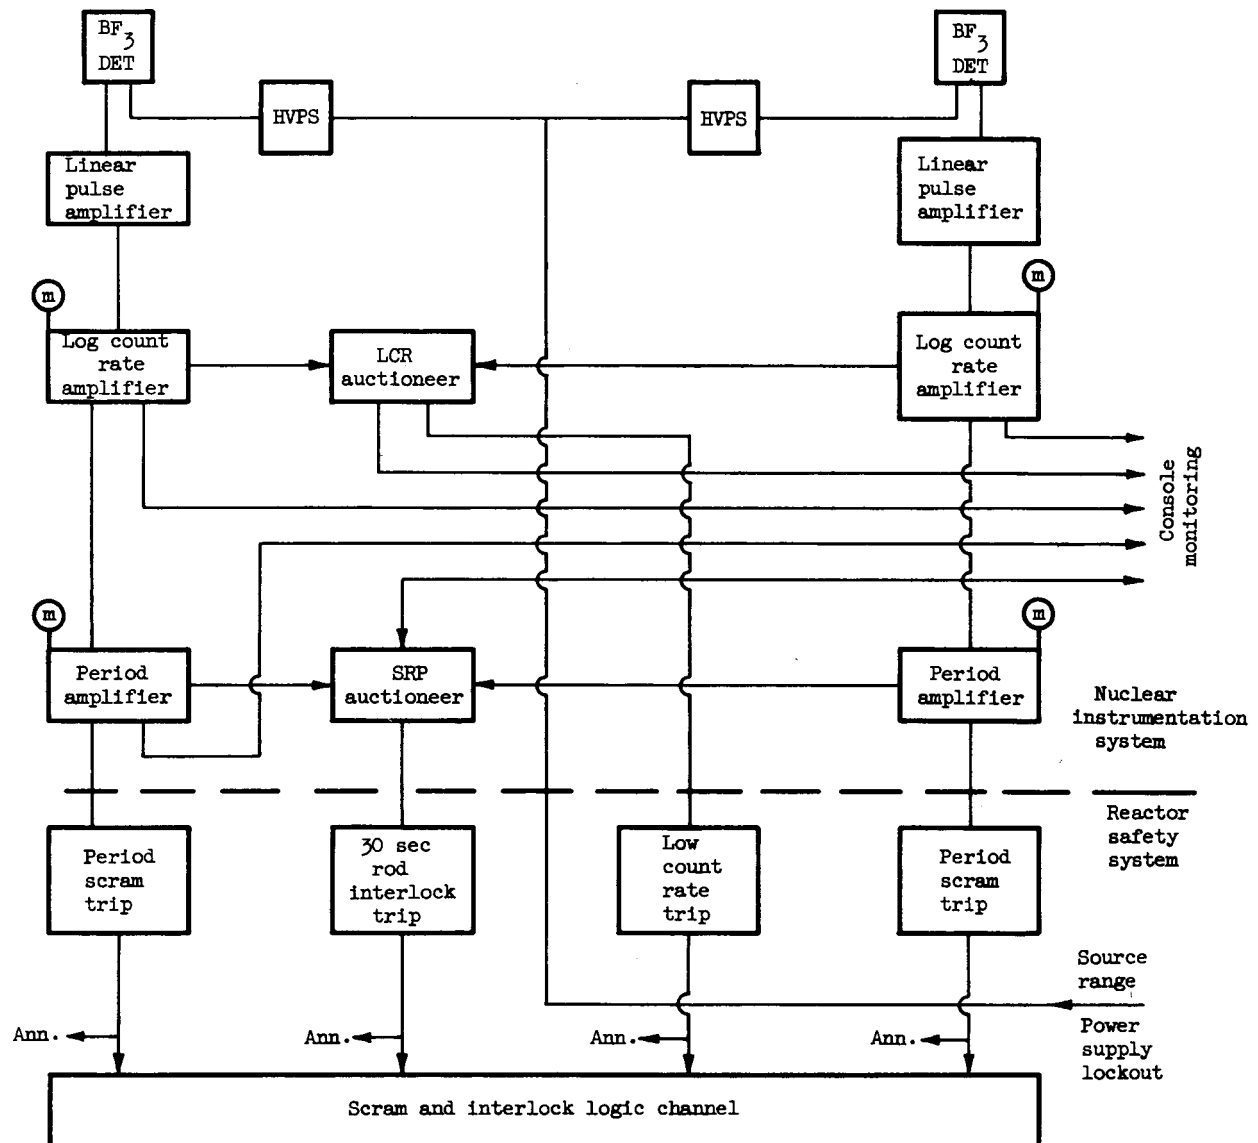 BF3
DET
BF3
DET
HVPS
HVPS
Linear
pulse
amplifier
Linear
pulse
amplifier
m
m
Log count
rate
amplifier
LCR
auctioneer
Log count
rate
amplifier
Console
monitoring
m
m
Period
amplifier
SRP
auctioneer
Period
amplifier
Nuclear
instrumentation
system
Reactor
safety
system
Period
scram
trip
30 sec
rod
interlock
trip
Low
count
rate
trip
Period
scram
trip
Source
range
Power
supply
lockout
Ann.
Ann.
Ann.
Ann.
Scram and interlock logic channel